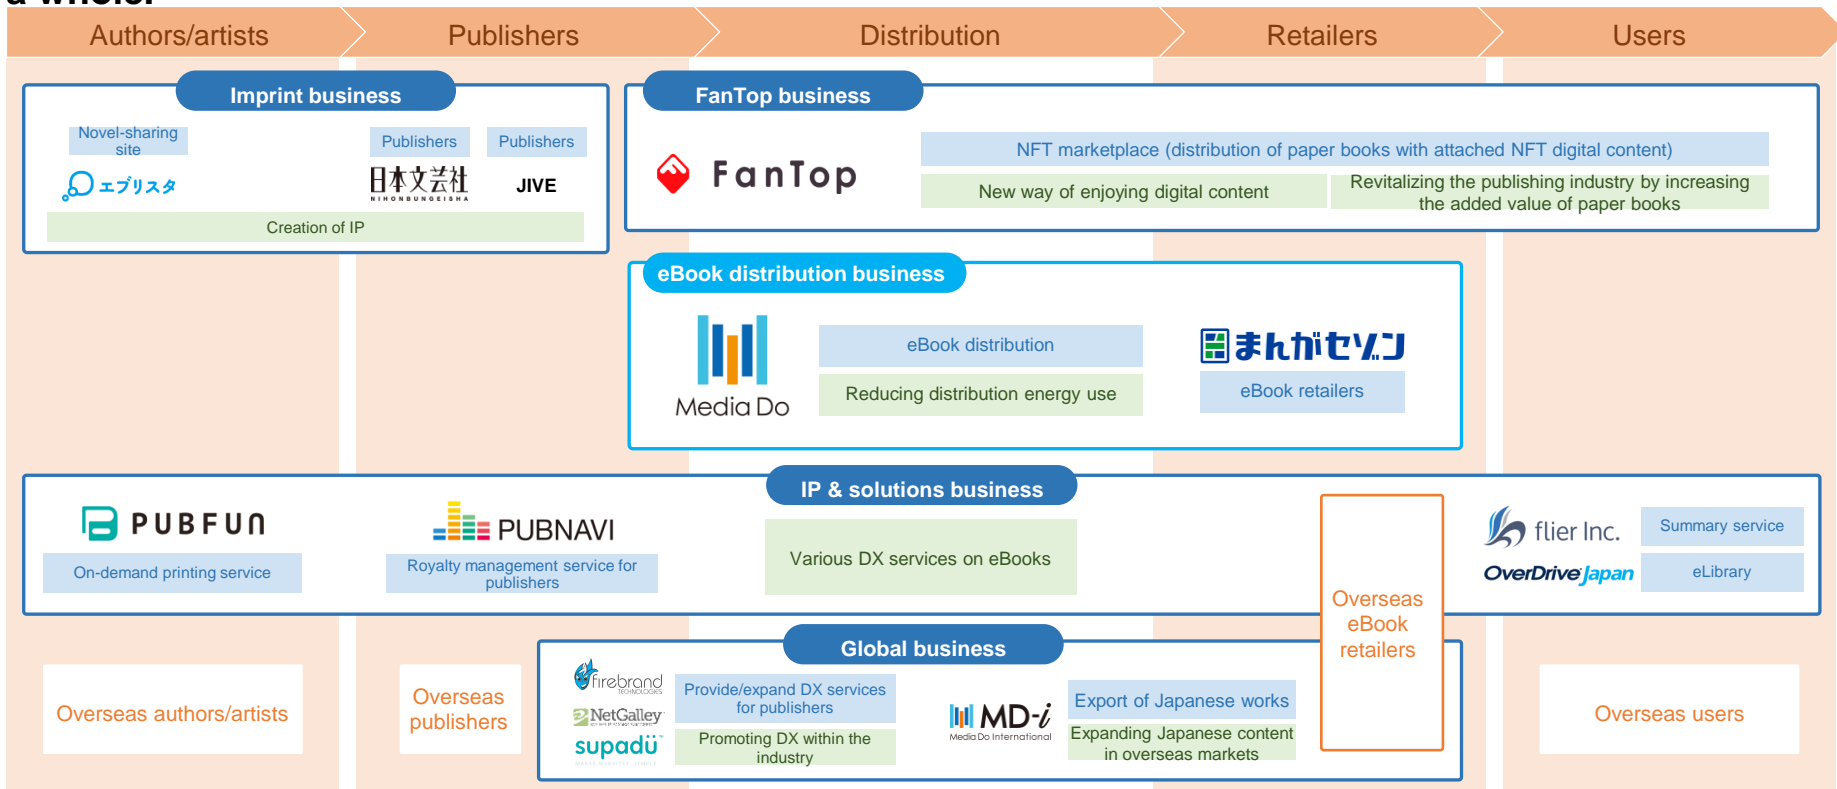 a whole.
Authors/artists
Publishers
Distribution
Retailers
Users
Imprint business
Novel-sharing
site
エブリスタ
Publishers
日本文芸社
NIHONBUNGEISHA
Publishers
JIVE
Creation of IP
FanTop business
FanTop
NFT marketplace (distribution of paper books with attached NFT digital content)
New way of enjoying digital content
Revitalizing the publishing industry by increasing
the added value of paper books
eBook distribution business
Media Do
eBook distribution
Reducing distribution energy use
まんがセゾン
eBook retailers
IP & solutions business
PUBFUN
On-demand printing service
PUBNAVI
Royalty management service for
publishers
Various DX services on eBooks
flier Inc.
Summary service
OverDrive Japan
eLibrary
Overseas
eBook
retailers
Global business
Overseas authors/artists
Overseas
publishers
firebrand
TECHNOLOGIES
NetGalley
supadü
Provide/expand DX services
for publishers
Promoting DX within the
industry
MD-i
Media Do International
Export of Japanese works
Expanding Japanese content
in overseas markets
Overseas users